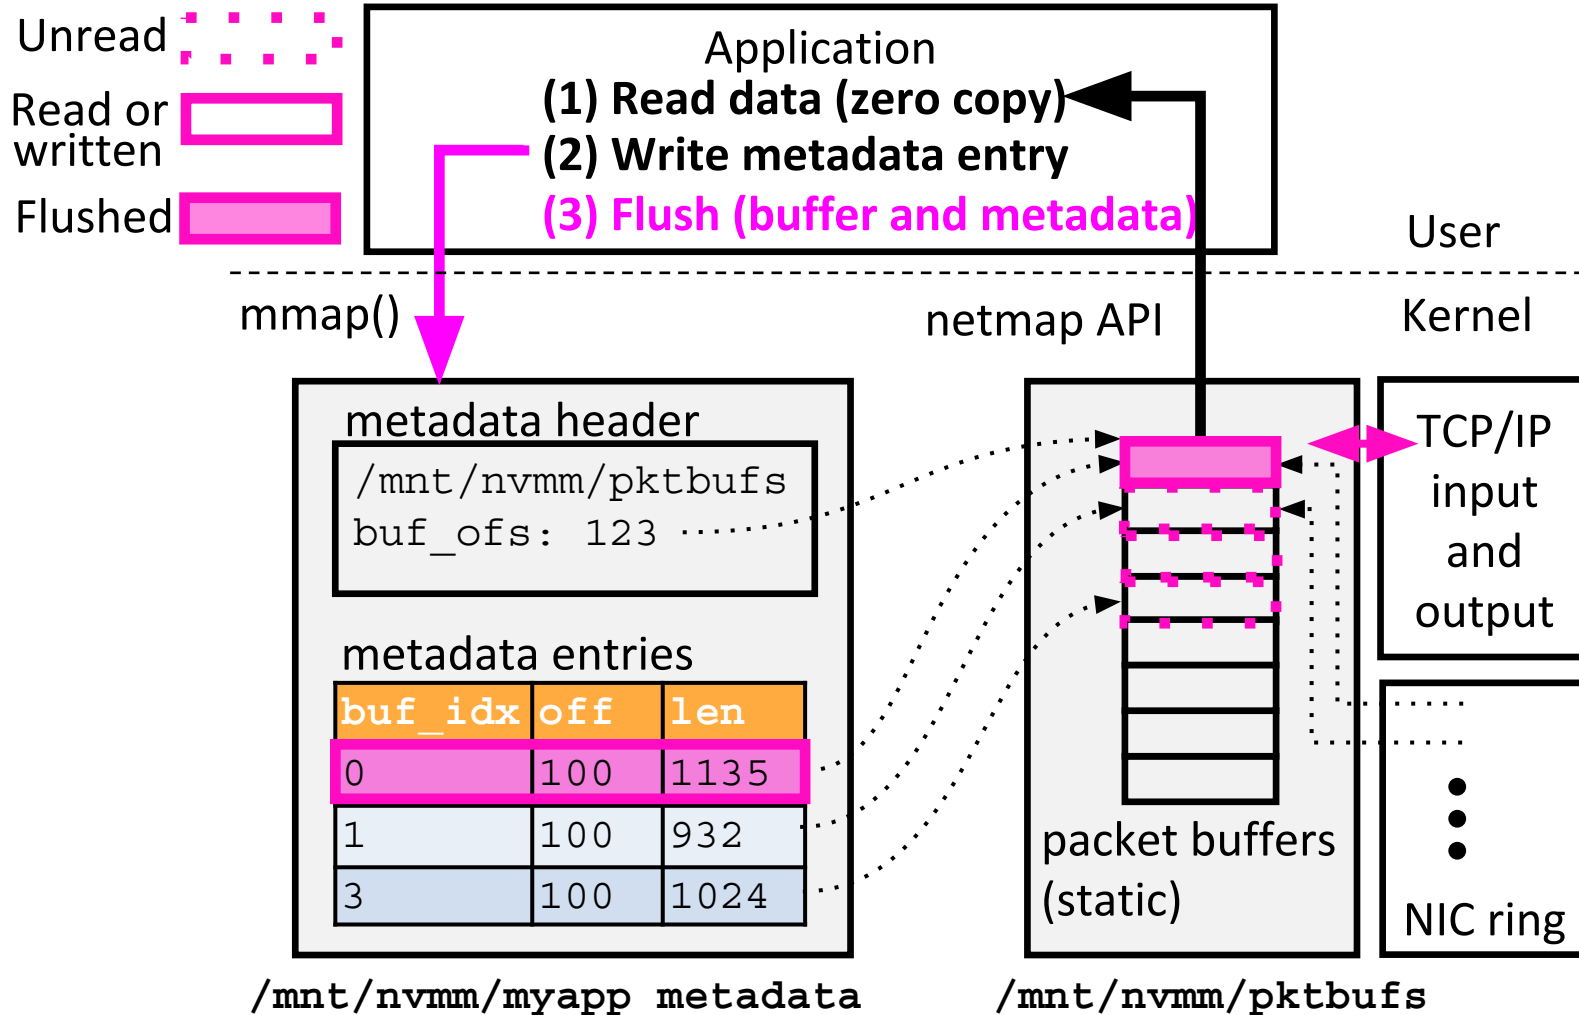 Unread
Read or
written
Flushed
Application
(1) Read data (zero copy)
(2) Write metadata entry
(3) Flush (buffer and metadata)
User
Kernel
mmap()
netmap API
metadata header
/mnt/nvmm/pktbufs
buf_ofs: 123
metadata entries
buf_idx off len
0 100 1135
1 100 932
3 100 1024
packet buffers
(static)
TCP/IP
input
and
output
NIC ring
/mnt/nvmm/myapp metadata
/mnt/nvmm/pktbufs